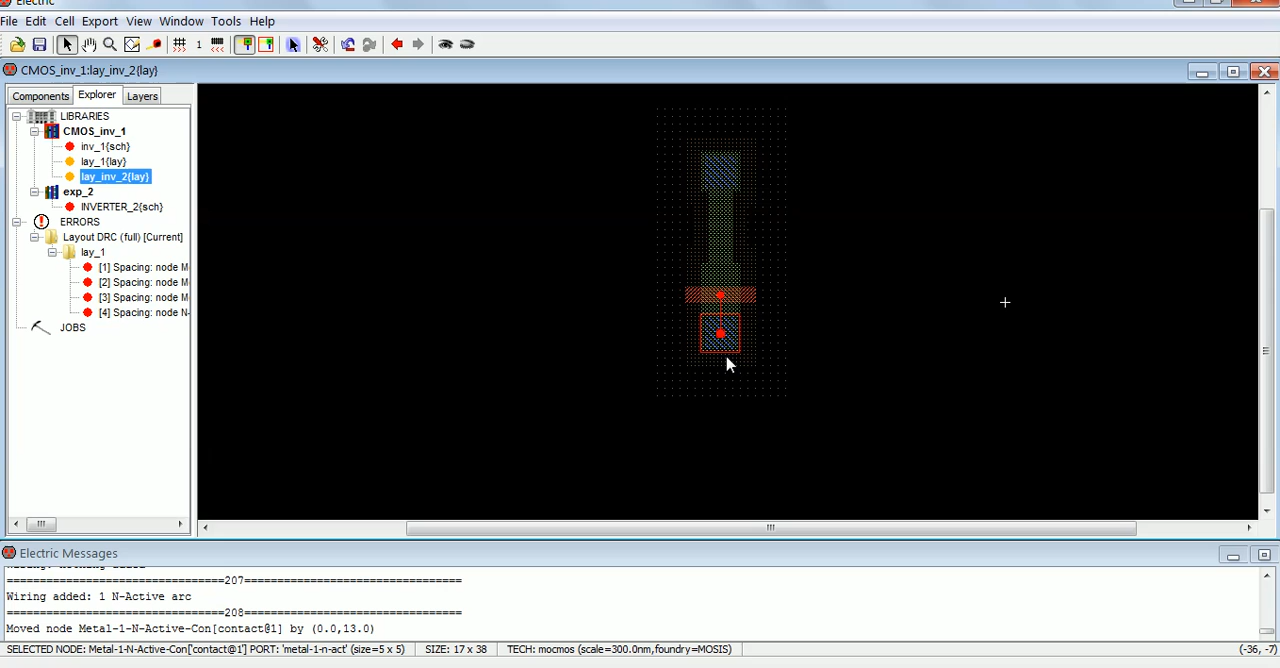 Electric
File Edit Cell Export View Window Tools Help
1
CMOS_inv_1:lay_inv_2{lay}
Components Explorer Layers
LIBRARIES
CMOS_inv_1
inv_1{sch}
lay_1{lay}
lay_inv_2{lay}
exp_2
INVERTER_2{sch}
ERRORS
Layout DRC (full) [Current]
lay_1
[1] Spacing: node M
[2] Spacing: node M
[3] Spacing: node M
[4] Spacing: node N-
JOBS
Electric Messages
Wiring: nothing added
=================================207=================================
Wiring added: 1 N-Active arc
=================================208=================================
Moved node Metal-1-N-Active-Con[contact@1] by (0.0,13.0)
SELECTED NODE: Metal-1-N-Active-Con['contact@1'] PORT: 'metal-1-n-act' (size=5 x 5) SIZE: 17 x 38 TECH: mocmos (scale=300.0nm,foundry=MOSIS) (-36, -7)